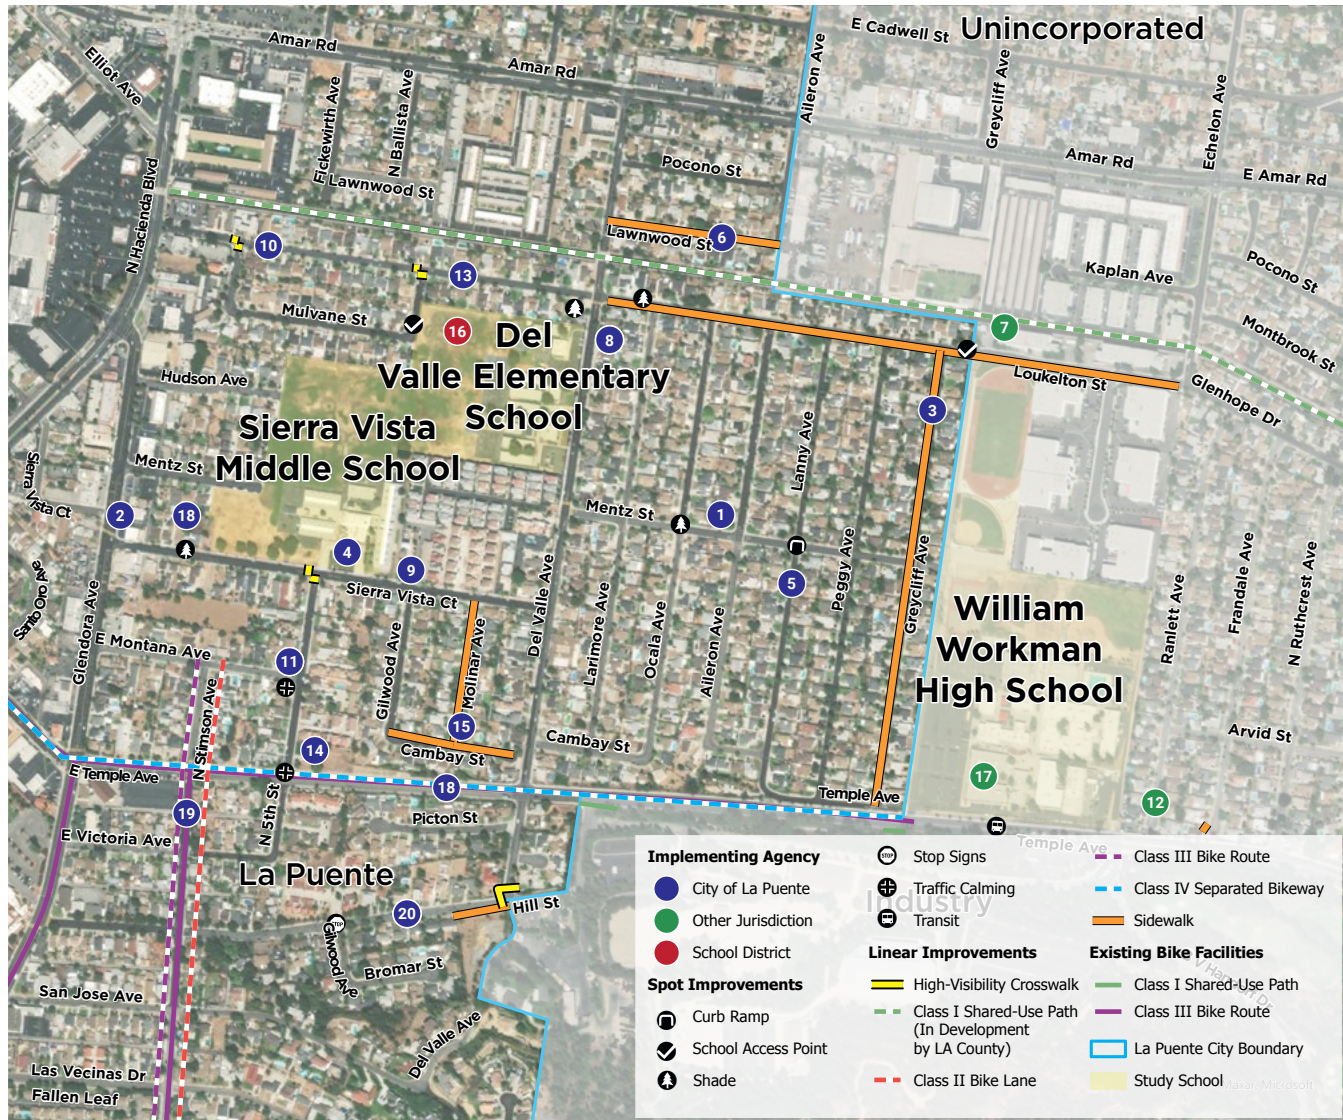 Unincorporated
E Cadwell St
Elliot Ave
Amar Rd
Amar Rd
Aileron Ave
Greycliff Ave
Echelon Ave
Fickewirth Ave
N Ballista Ave
Pocono St
Amar Rd
E Amar Rd
Lawnwood St
N Hacienda Blvd
Lawnwood St
6
10
13
Kaplan Ave
Pocono St
Mulvane St
16
Del
Valle Elementary
School
8
7
Montbrook St
Hudson Ave
Loukelton St
Glenhope Dr
3
Sierra Vista
Middle School
Lanny Ave
Mentz St
Sierra Vista Ct
2
18
Mentz St
1
4
9
Sierra Vista Ct
5
Peggy Ave
Greycliff Ave
Santo Oro Ave
Glendora Ave
E Montana Ave
11
Gilwood Ave
Molinar Ave
Del Valle Ave
Larimore Ave
Ocala Ave
Aileron Ave
William
Workman
High School
Ranlett Ave
Frandale Ave
N Ruthcrest Ave
N Stimson Ave
15
14
Cambay St
Cambay St
Arvid St
E Temple Ave
18
Temple Ave
17
12
19
N 5th St
Picton St
E Victoria Ave
Temple Ave
La Puente
20
Hill St
STOP
Gilwood Ave
Bromar St
San Jose Ave
Del Valle Ave
Las Vecinas Dr
Fallen Leaf
Industry
Implementing Agency
City of La Puente
Other Jurisdiction
School District
Spot Improvements
Curb Ramp
School Access Point
Shade
STOP
Stop Signs
Traffic Calming
Transit
Linear Improvements
High-Visibility Crosswalk
Class I Shared-Use Path
(In Development
by LA County)
Class II Bike Lane
Class III Bike Route
Class IV Separated Bikeway
Sidewalk
Existing Bike Facilities
Class I Shared-Use Path
Class III Bike Route
La Puente City Boundary
Study School
Maxar, Microsoft